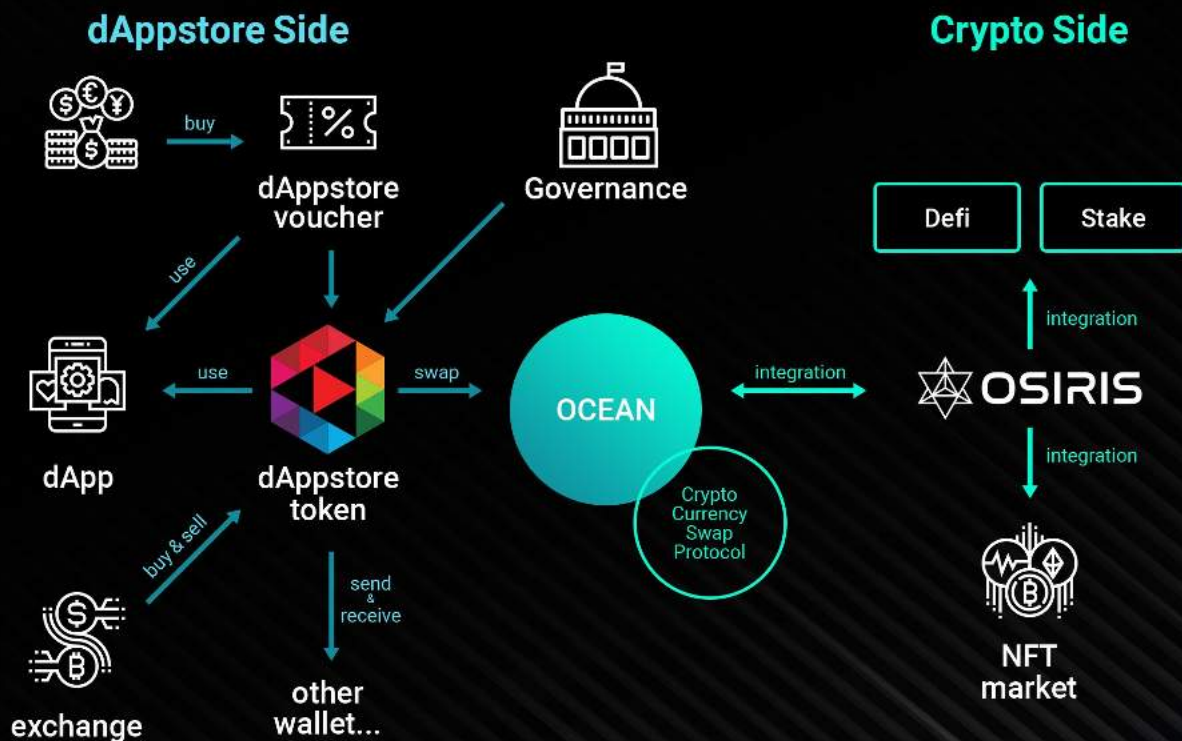 dAppstore Side
Crypto Side
buy
dAppstore
voucher
Governance
Defi
Stake
use
integration
use
swap
OCEAN
integration
OSIRIS
dApp
dAppstore
token
Crypto
Currency
Swap
Protocol
integration
buy & sell
send
&
receive
exchange
other
wallet...
NFT
market